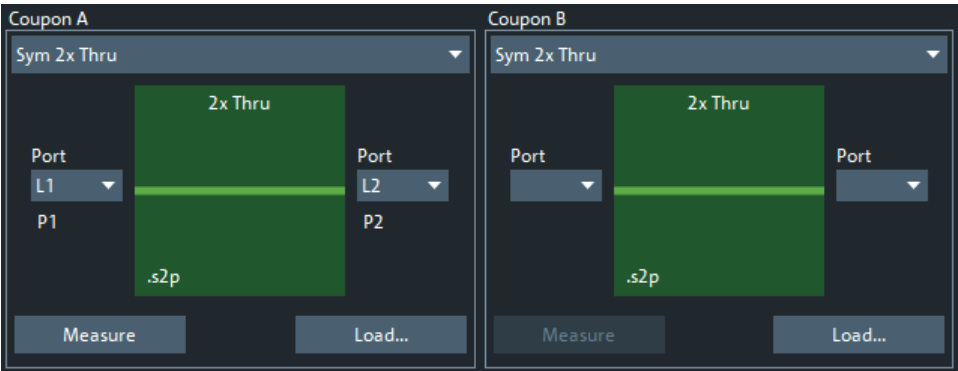 Coupon A
Sym 2x Thru
2x Thru
Port
L1
P1
Port
L2
P2
.s2p
Measure
Load...
Coupon B
Sym 2x Thru
2x Thru
Port
Port
.s2p
Measure
Load...